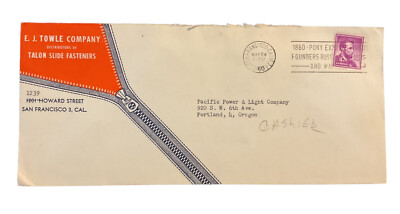 E. J. TOWLE COMPANY
DISTRIBUTORS OF
TALON SLIDE FASTENERS
1239
HOWARD STREET
SAN FRANCISCO 3, CAL.
1860-PONY EX
FOUNDERS RUS
AND W
Pacific Power & Light Company
920 S. W. 6th Ave.
Portland, 4, Oregon
CASHIER